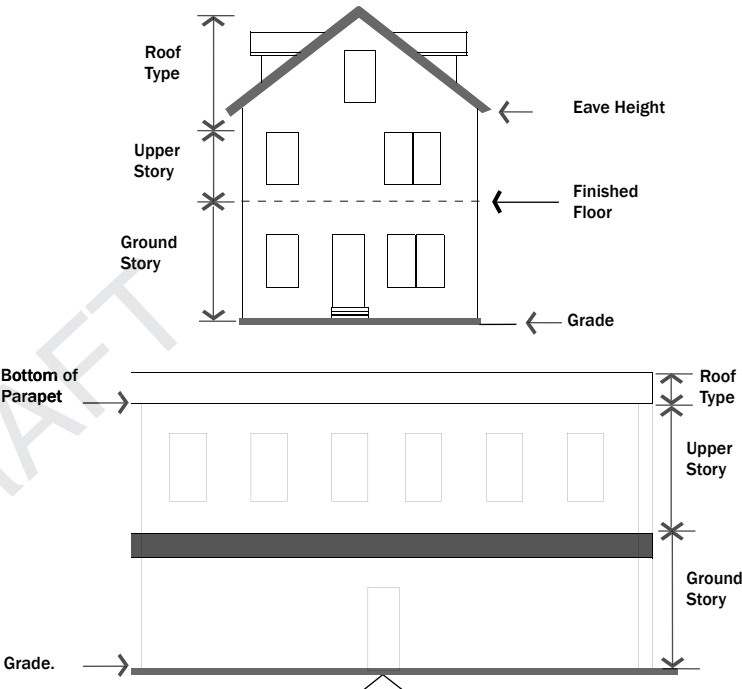 Roof
Type
Eave Height
Upper
Story
Finished
Floor
Ground
Story
Grade
Bottom of
Parapet
Roof
Type
Upper
Story
Ground
Story
Grade.
AFT